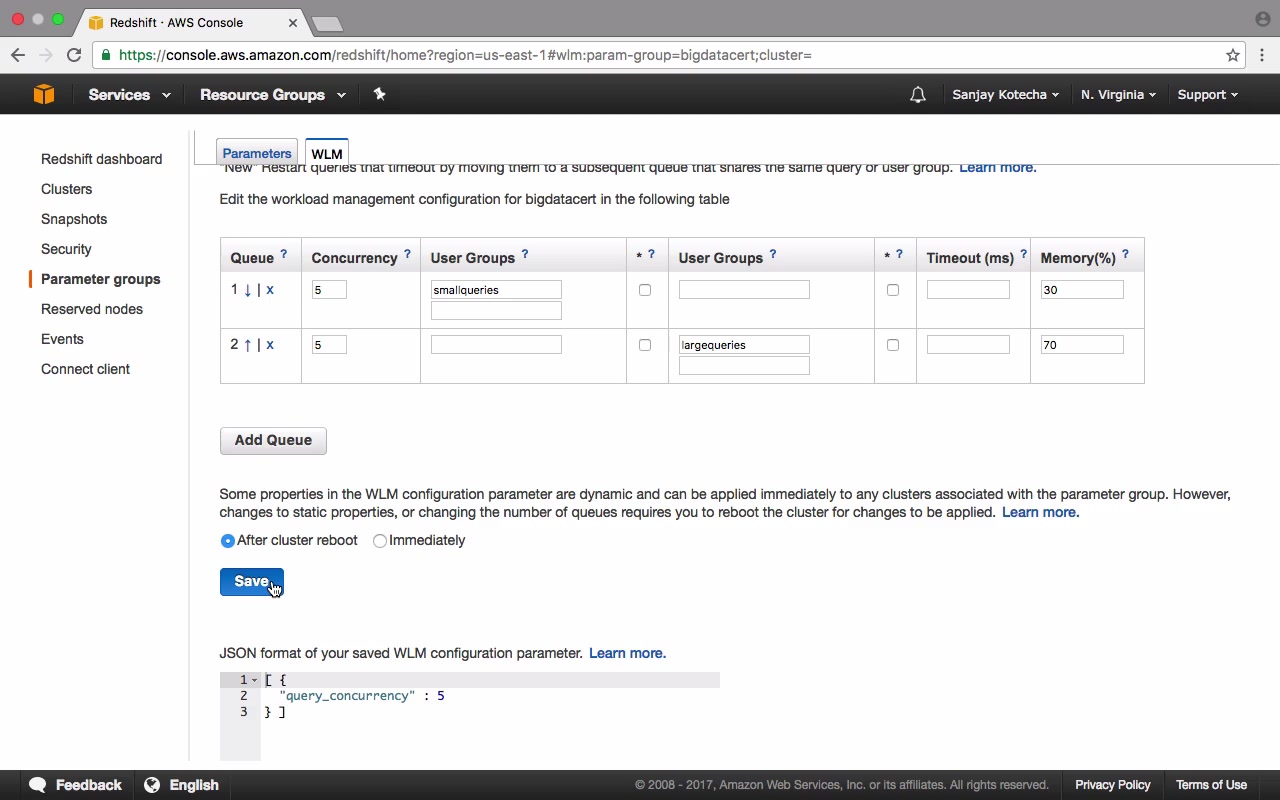 Redshift · AWS Console
https://console.aws.amazon.com/redshift/home?region=us-east-1#wlm:param-group=bigdatacert;cluster=
Services Resource Groups Sanjay Kotecha N. Virginia Support
Redshift dashboard
Clusters
Snapshots
Security
Parameter groups
Reserved nodes
Events
Connect client
Parameters WLM
"New" Restart queries that timeout by moving them to a subsequent queue that shares the same query or user group. Learn more.
Edit the workload management configuration for bigdatacert in the following table
Queue ? Concurrency ? User Groups ? * ? User Groups ? * ? Timeout (ms) ? Memory(%) ?
1 ↓ | x 5 smallqueries 30
2 ↑ | x 5 largequeries 70
Add Queue
Some properties in the WLM configuration parameter are dynamic and can be applied immediately to any clusters associated with the parameter group. However,
changes to static properties, or changing the number of queues requires you to reboot the cluster for changes to be applied. Learn more.
After cluster reboot Immediately
Save
JSON format of your saved WLM configuration parameter. Learn more.
1 [ {
2 "query_concurrency" : 5
3 } ]
Feedback English © 2008 - 2017, Amazon Web Services, Inc. or its affiliates. All rights reserved. Privacy Policy Terms of Use